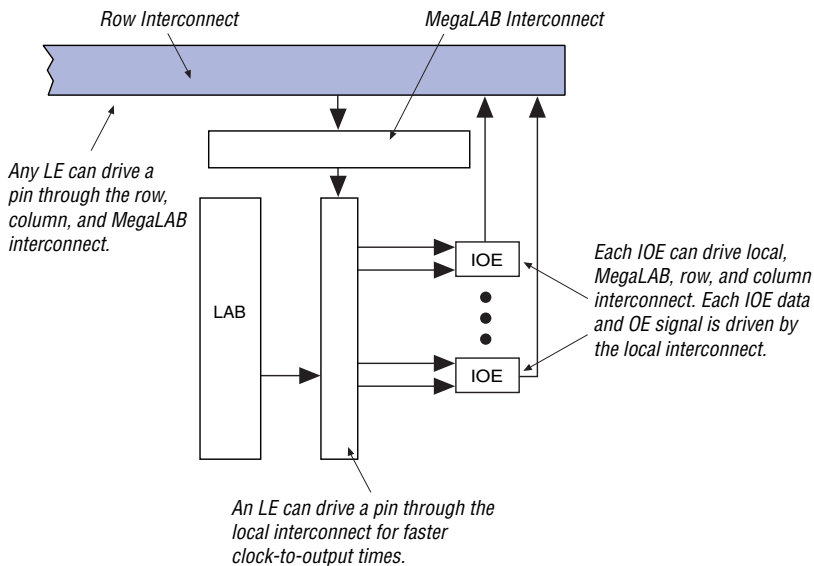 Row Interconnect
MegaLAB Interconnect
Any LE can drive a
pin through the row,
column, and MegaLAB
interconnect.
LAB
IOE
IOE
Each IOE can drive local,
MegaLAB, row, and column
interconnect. Each IOE data
and OE signal is driven by
the local interconnect.
An LE can drive a pin through the
local interconnect for faster
clock-to-output times.